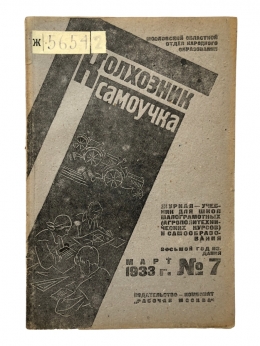 Ж-56542
МОСКОВСКИЙ ОБЛАСТНОЙ
ОТДЕЛ НАРОДНОГО
ОБРАЗОВАНИЯ
КОЛХОЗНИК
САМОУЧКА
ЖУРНАЛ — УЧЕБ-
НИК ДЛЯ ШКОЛ
МАЛОГРАМОТНЫХ
(АГРОПОЛИТЕХНИ-
ЧЕСКИХ КУРСОВ)
И САМООБРАЗО-
ВАНИЯ
ВОСЬМОЙ ГОД ИЗ-
ДАНИЯ
МАРТ
1933 г. № 7
ИЗДАТЕЛЬСТВО - КОМБИНАТ
"РАБОЧАЯ МОСКВА"